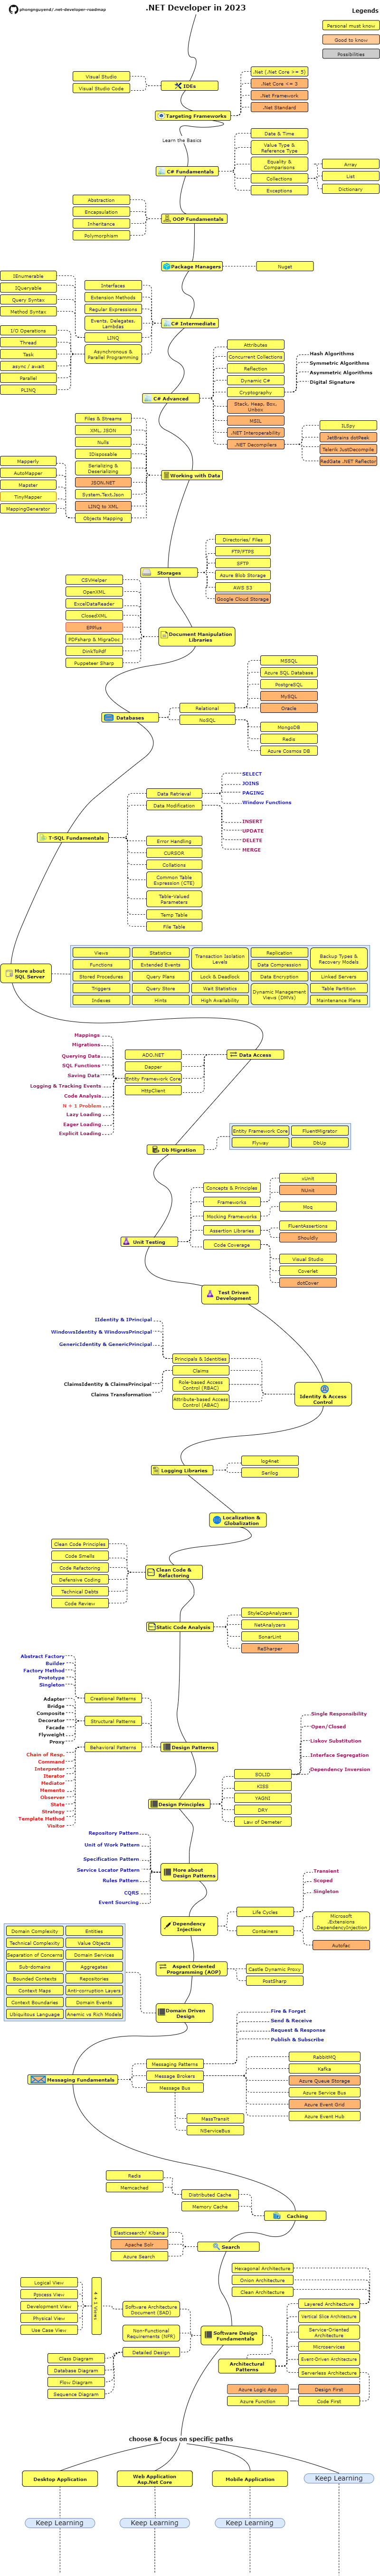 phongnguyend/.net-developer-roadmap
.NET Developer in 2023
Legends
Personal must know
Good to know
Possibilities
Visual Studio
Visual Studio Code
IDEs
Targeting Frameworks
.Net (.Net Core >= 5)
.Net Core <= 3
.Net Framework
.Net Standard
Learn the Basics
C# Fundamentals
Date & Time
Value Type &
Reference Type
Equality &
Comparisons
Collections
Exceptions
Array
List
Dictionary
Abstraction
Encapsulation
Inheritance
Polymorphism
OOP Fundamentals
Package Managers
Nuget
IEnumerable
IQueryable
Query Syntax
Method Syntax
I/O Operations
Thread
Task
async / await
Parallel
PLINQ
Interfaces
Extension Methods
Regular Expressions
Events, Delegates,
Lambdas
LINQ
Asynchronous &
Parallel Programming
C# Intermediate
C# Advanced
Attributes
Concurrent Collections
Reflection
Dynamic C#
Cryptography
Stack, Heap, Box,
Unbox
MSIL
.NET Interoperability
.NET Decompilers
Hash Algorithms
Symmetric Algorithms
Asymmetric Algorithms
Digital Signature
ILSpy
JetBrains dotPeek
Telerik JustDecompile
RedGate .NET Reflector
Files & Streams
XML, JSON
Nulls
IDisposable
Serializing &
Deserializing
JSON.NET
System.Text.Json
LINQ to XML
Objects Mapping
Mapperly
AutoMapper
Mapster
TinyMapper
MappingGenerator
Working with Data
Storages
Directories/ Files
FTP/FTPS
SFTP
Azure Blob Storage
AWS S3
Google Cloud Storage
CSVHelper
OpenXML
ExcelDataReader
ClosedXML
EPPlus
PDFsharp & MigraDoc
DinkToPdf
Puppeteer Sharp
Document Manipulation
Libraries
Databases
Relational
NoSQL
MSSQL
Azure SQL Database
PostgreSQL
MySQL
Oracle
MongoDB
Redis
Azure Cosmos DB
T-SQL Fundamentals
Data Retrieval
Data Modification
Error Handling
CURSOR
Collations
Common Table
Expression (CTE)
Table-Valued
Parameters
Temp Table
File Table
SELECT
JOINS
PAGING
Window Functions
INSERT
UPDATE
DELETE
MERGE
More about
SQL Server
Views
Functions
Stored Procedures
Triggers
Indexes
Statistics
Extended Events
Query Plans
Query Store
Hints
Transaction Isolation
Levels
Lock & Deadlock
Wait Statistics
High Availability
Replication
Data Compression
Data Encryption
Dynamic Management
Views (DMVs)
Backup Types &
Recovery Models
Linked Servers
Table Partition
Maintenance Plans
Mappings
Migrations
Querying Data
SQL Functions
Saving Data
Logging & Tracking Events
Code Analysis
N + 1 Problem
Lazy Loading
Eager Loading
Explicit Loading
ADO.NET
Dapper
Entity Framework Core
HttpClient
Data Access
Db Migration
Entity Framework Core
FluentMigrator
Flyway
DbUp
Unit Testing
Concepts & Principles
Frameworks
Mocking Frameworks
Assertion Libraries
Code Coverage
xUnit
NUnit
Moq
FluentAssertions
Shouldly
Visual Studio
Coverlet
dotCover
Test Driven
Development
IIdentity & IPrincipal
WindowsIdentity & WindowsPrincipal
GenericIdentity & GenericPrincipal
ClaimsIdentity & ClaimsPrincipal
Claims Transformation
Principals & Identities
Claims
Role-based Access
Control (RBAC)
Attribute-based Access
Control (ABAC)
Identity & Access
Control
Logging Libraries
log4net
Serilog
Localization &
Globalization
Clean Code Principles
Code Smells
Code Refactoring
Defensive Coding
Technical Debts
Code Review
Clean Code &
Refactoring
Static Code Analysis
StyleCopAnalyzers
NetAnalyzers
SonarLint
ReSharper
Abstract Factory
Builder
Factory Method
Prototype
Singleton
Adapter
Bridge
Composite
Decorator
Facade
Flyweight
Proxy
Chain of Resp.
Command
Interpreter
Iterator
Mediator
Memento
Observer
State
Strategy
Template Method
Visitor
Creational Patterns
Structural Patterns
Behavioral Patterns
Design Patterns
Design Principles
SOLID
KISS
YAGNI
DRY
Law of Demeter
Single Responsibility
Open/Closed
Liskov Substitution
Interface Segregation
Dependency Inversion
Repository Pattern
Unit of Work Pattern
Specification Pattern
Service Locator Pattern
Rules Pattern
CQRS
Event Sourcing
More about
Design Patterns
Dependency
Injection
Life Cycles
Containers
Transient
Scoped
Singleton
Microsoft
.Extensions
.DependencyInjection
Autofac
Aspect Oriented
Programming (AOP)
Castle Dynamic Proxy
PostSharp
Domain Complexity
Technical Complexity
Separation of Concerns
Sub-domains
Bounded Contexts
Context Maps
Context Boundaries
Ubiquitous Language
Entities
Value Objects
Domain Services
Aggregates
Repositories
Anti-corruption Layers
Domain Events
Anemic vs Rich Models
Domain Driven
Design
Messaging Fundamentals
Messaging Patterns
Message Brokers
Message Bus
Fire & Forget
Send & Receive
Request & Response
Publish & Subscribe
RabbitMQ
Kafka
Azure Queue Storage
Azure Service Bus
Azure Event Grid
Azure Event Hub
MassTransit
NServiceBus
Redis
Memcached
Distributed Cache
Memory Cache
Caching
Elasticsearch/ Kibana
Apache Solr
Azure Search
Search
Logical View
Process View
Development View
Physical View
Use Case View
4 + 1 Views
Software Architecture
Document (SAD)
Non-Functional
Requirements (NFR)
Detailed Design
Class Diagram
Database Diagram
Flow Diagram
Sequence Diagram
Software Design
Fundamentals
Architectural
Patterns
Hexagonal Architecture
Onion Architecture
Clean Architecture
Layered Architecture
Vertical Slice Architecture
Service-Oriented
Architecture
Microservices
Event-Driven Architecture
Serverless Architecture
Azure Logic App
Azure Function
Design First
Code First
choose & focus on specific paths
Desktop Application
Web Application
Asp.Net Core
Mobile Application
Keep Learning
Keep Learning
Keep Learning
Keep Learning